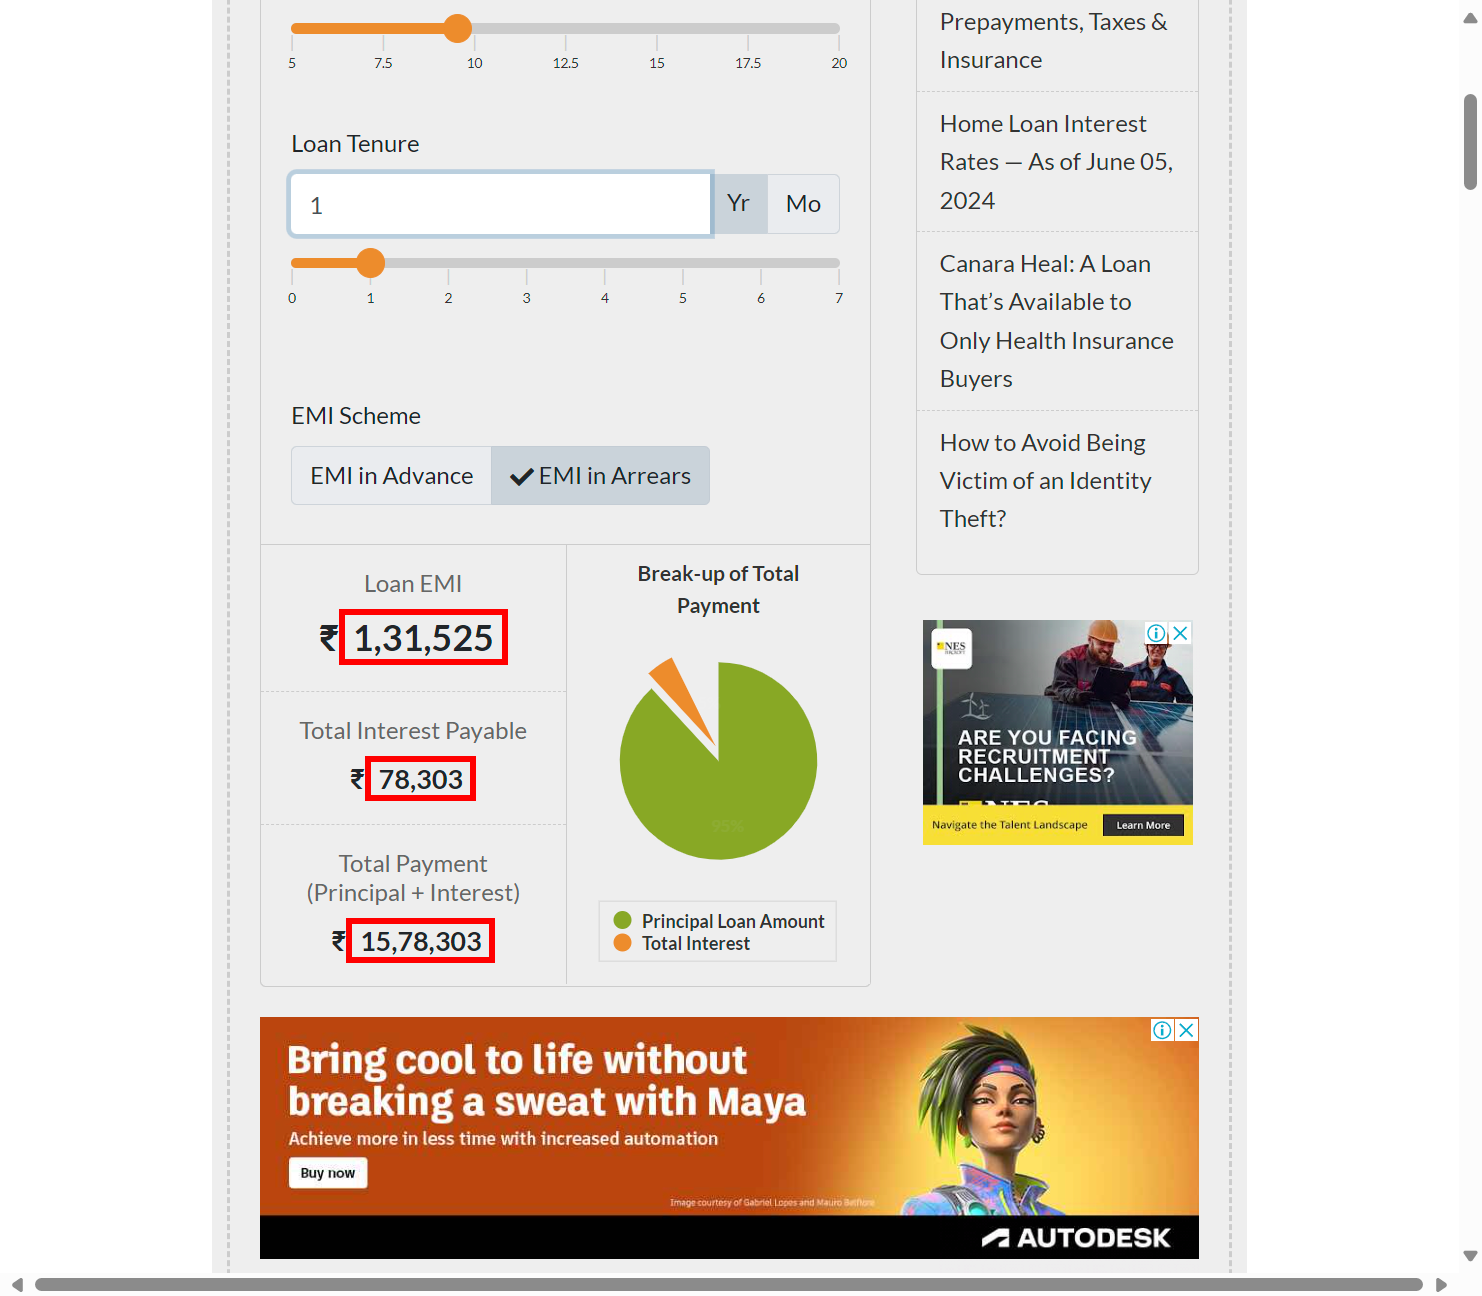 5 7.5 10 12.5 15 17.5 20
Loan Tenure
1
Yr Mo
0 1 2 3 4 5 6 7
EMI Scheme
EMI in Advance EMI in Arrears
Loan EMI
₹ 1,31,525
Total Interest Payable
₹ 78,303
Total Payment
(Principal + Interest)
₹ 15,78,303
Break-up of Total
Payment
95%
Principal Loan Amount
Total Interest
Prepayments, Taxes &
Insurance
Home Loan Interest
Rates — As of June 05,
2024
Canara Heal: A Loan
That’s Available to
Only Health Insurance
Buyers
How to Avoid Being
Victim of an Identity
Theft?
NES
ARE YOU FACING
RECRUITMENT
CHALLENGES?
NES
Navigate the Talent Landscape Learn More
Bring cool to life without
breaking a sweat with Maya
Achieve more in less time with increased automation
Buy now
Image courtesy of Gabriel Lopes and Mauro Belfiore
AUTODESK